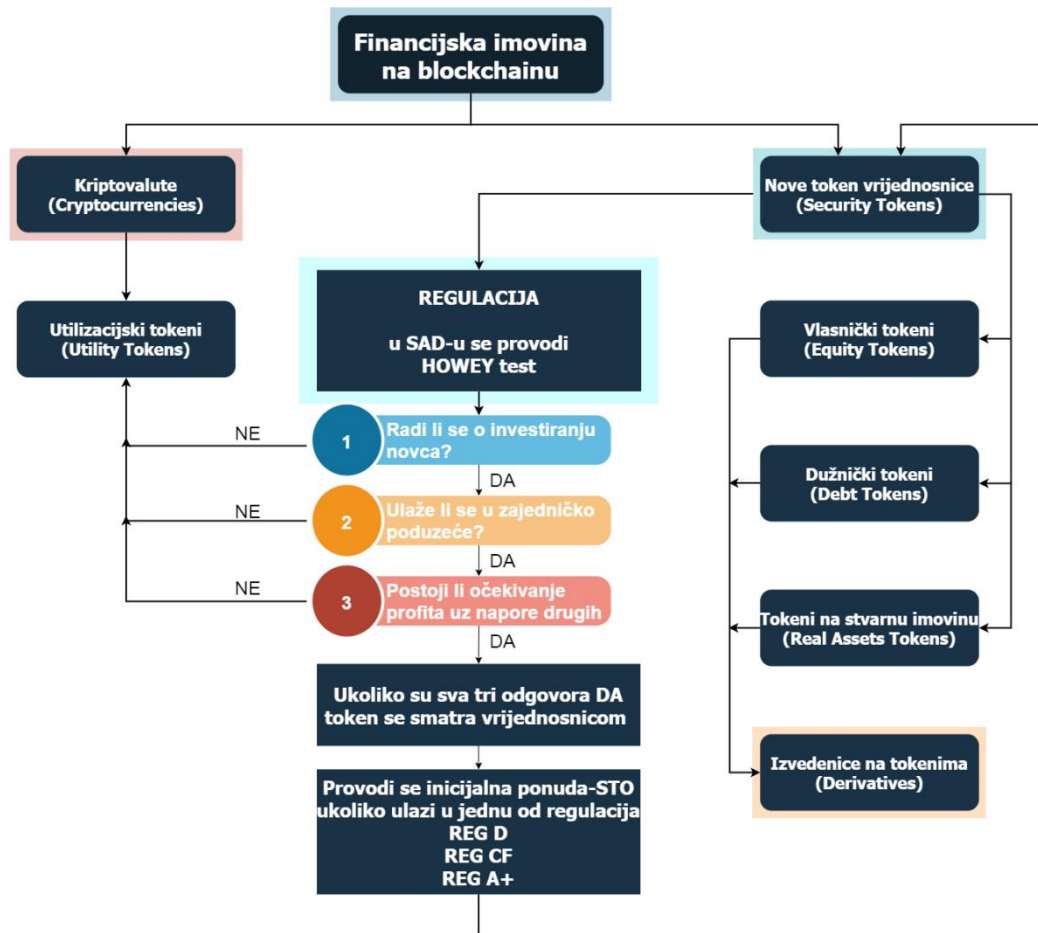 Financijska imovina
na blockchainu
Kriptovalute
(Cryptocurrencies)
Nove token vrijednosnice
(Security Tokens)
Utilizacijski tokeni
(Utility Tokens)
REGULACIJA
u SAD-u se provodi
HOWEY test
Vlasnički tokeni
(Equity Tokens)
NE
1
Radi li se o investiranju
novca?
DA
Dužnički tokeni
(Debt Tokens)
NE
2
Ulaže li se u zajedničko
poduzeće?
DA
NE
3
Postoji li očekivanje
profita uz napore drugih
DA
Tokeni na stvarnu imovinu
(Real Assets Tokens)
Ukoliko su sva tri odgovora DA
token se smatra vrijednosnicom
Izvedenice na tokenima
(Derivatives)
Provodi se inicijalna ponuda-STO
ukoliko ulazi u jednu od regulacija
REG D
REG CF
REG A+